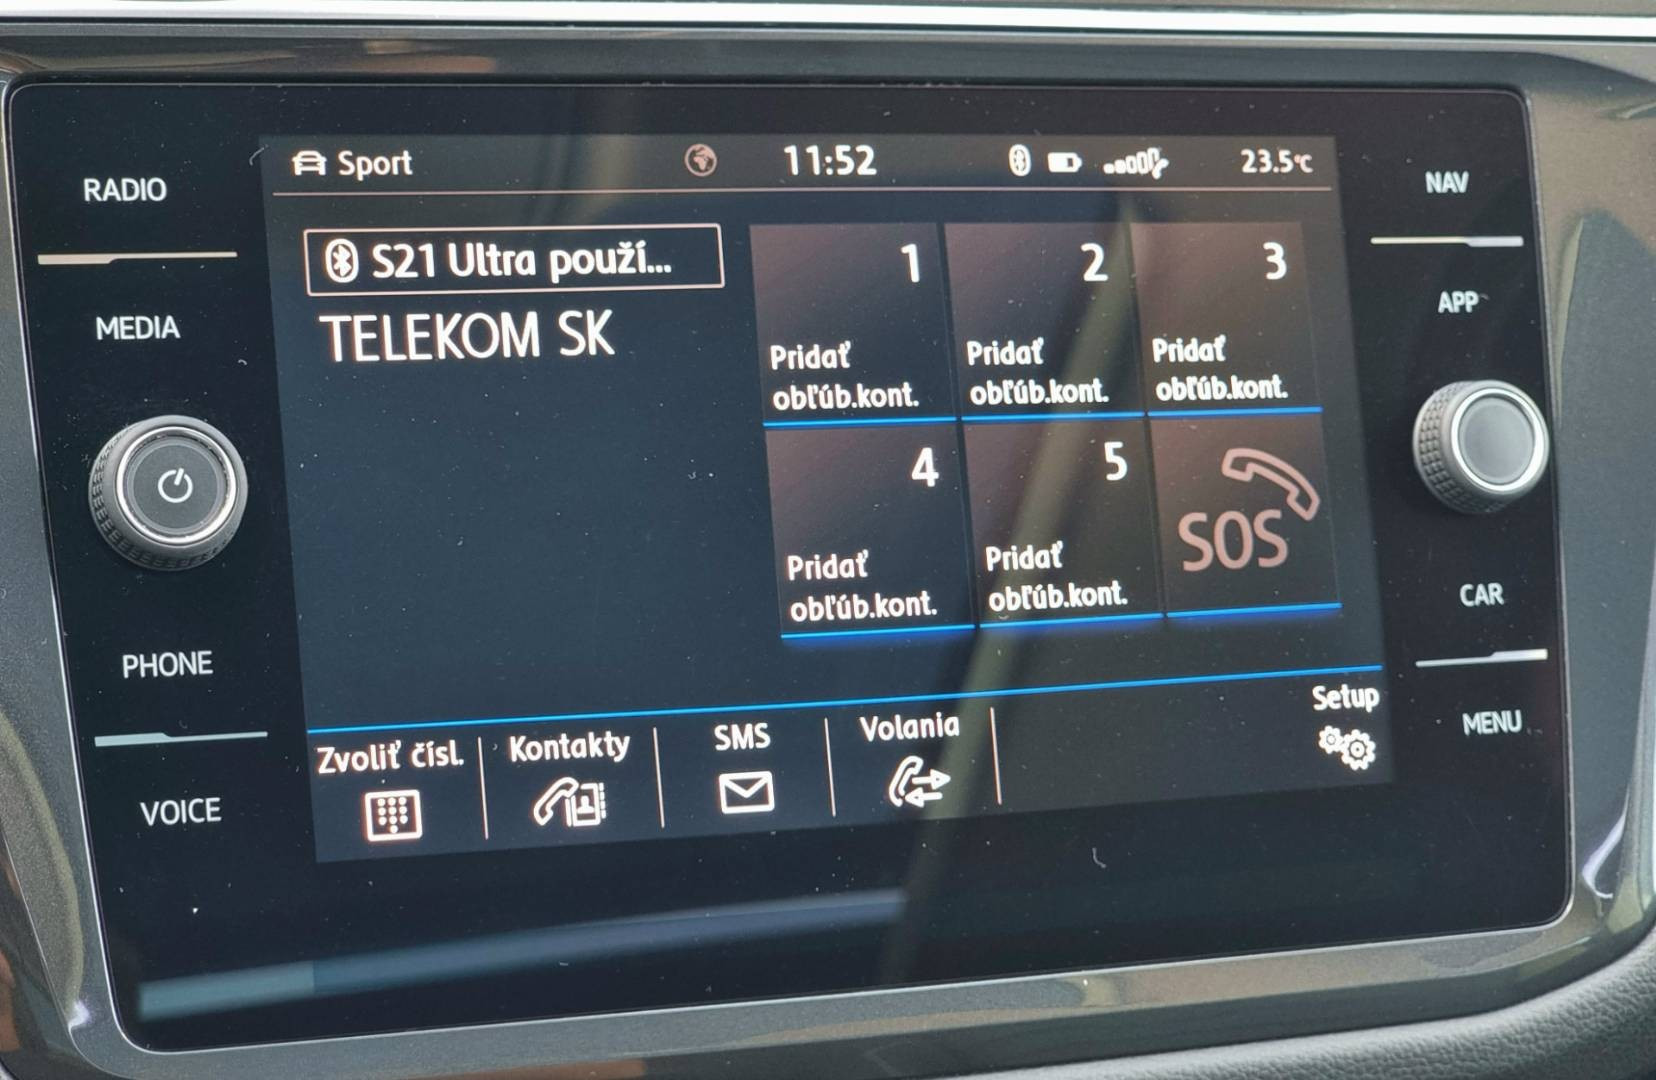 RADIO
MEDIA
PHONE
VOICE
Sport
11:52
23.5°C
S21 Ultra použí...
TELEKOM SK
1
Pridať
obľúb.kont.
2
Pridať
obľúb.kont.
3
Pridať
obľúb.kont.
4
Pridať
obľúb.kont.
5
Pridať
obľúb.kont.
SOS
Zvoliť čísl.
Kontakty
SMS
Volania
Setup
NAV
APP
CAR
MENU